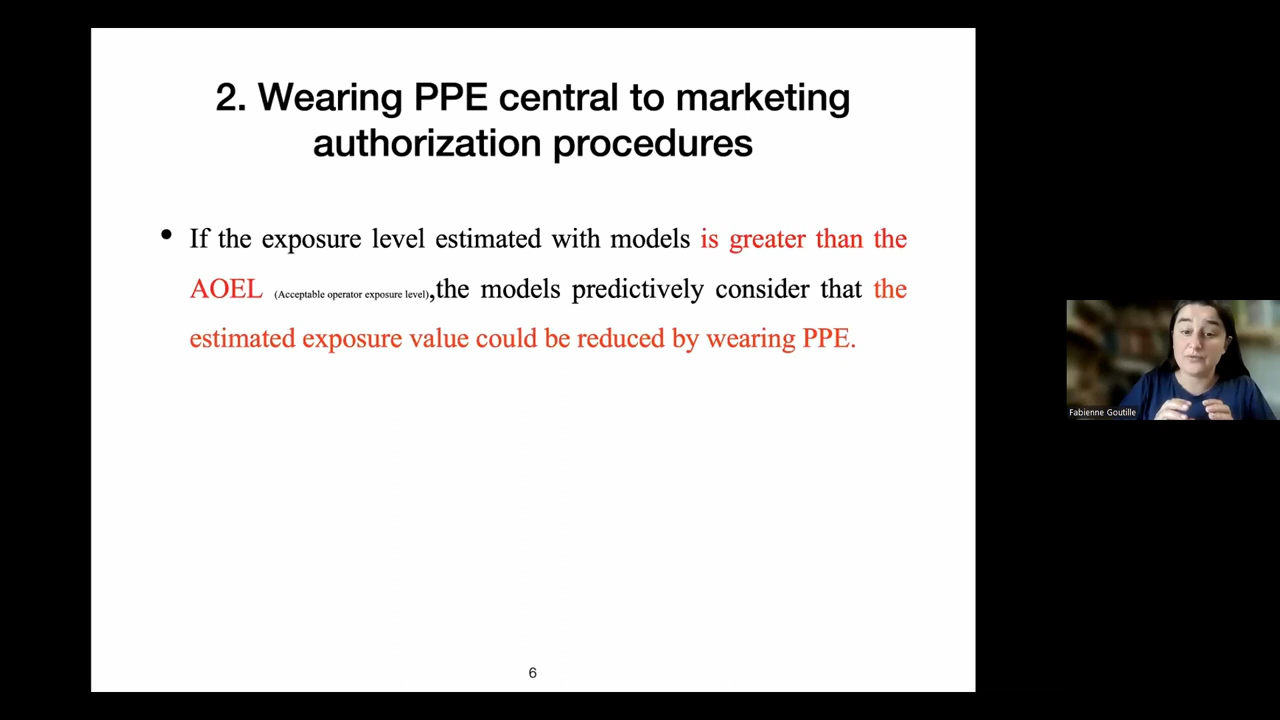 2. Wearing PPE central to marketing
authorization procedures
• If the exposure level estimated with models is greater than the
AOEL (Acceptable operator exposure level),the models predictively consider that the
estimated exposure value could be reduced by wearing PPE.
Fabienne Goutille
6